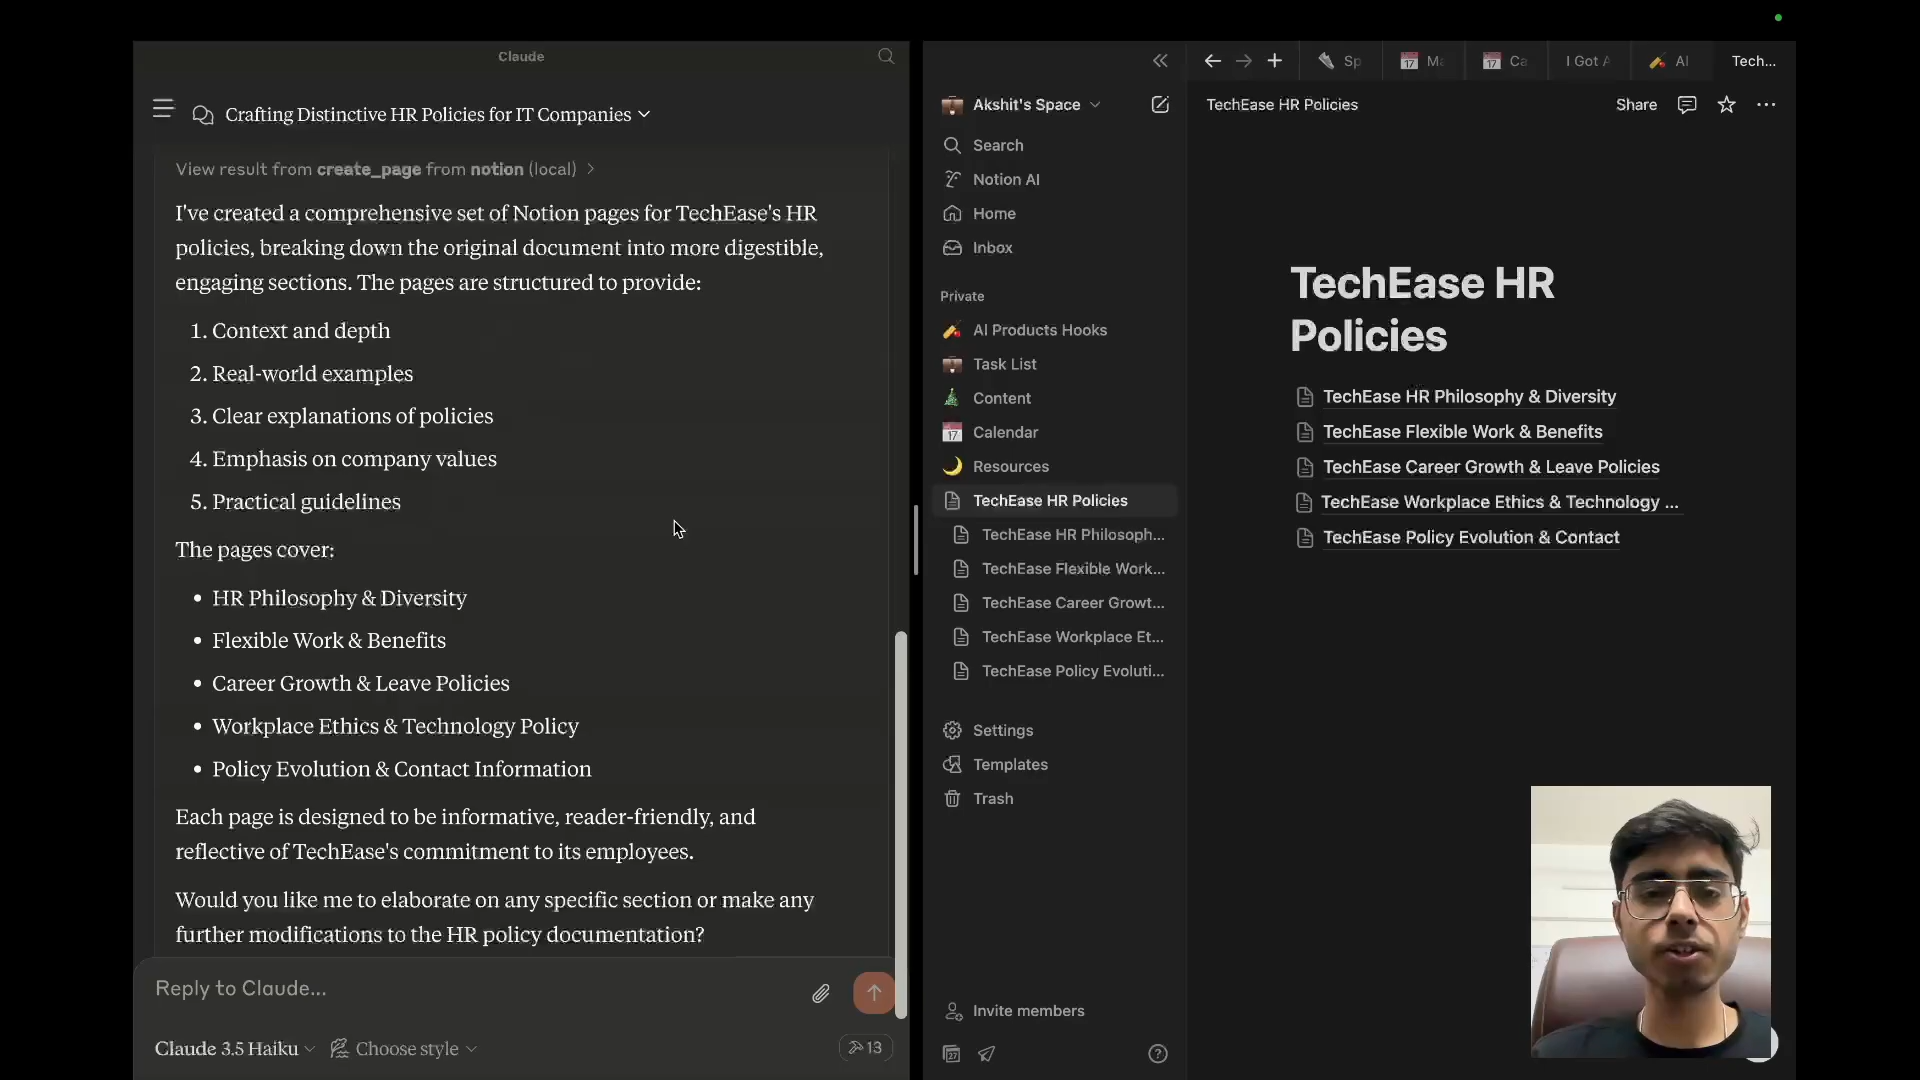 Claude
Crafting Distinctive HR Policies for IT Companies
View result from create_page from notion (local)
I've created a comprehensive set of Notion pages for TechEase's HR
policies, breaking down the original document into more digestible,
engaging sections. The pages are structured to provide:
1. Context and depth
2. Real-world examples
3. Clear explanations of policies
4. Emphasis on company values
5. Practical guidelines
The pages cover:
• HR Philosophy & Diversity
• Flexible Work & Benefits
• Career Growth & Leave Policies
• Workplace Ethics & Technology Policy
• Policy Evolution & Contact Information
Each page is designed to be informative, reader-friendly, and
reflective of TechEase's commitment to its employees.
Would you like me to elaborate on any specific section or make any
further modifications to the HR policy documentation?
Reply to Claude...
Claude 3.5 Haiku
Choose style
13
Akshit's Space
Search
Notion AI
Home
Inbox
Private
AI Products Hooks
Task List
Content
17
Calendar
Resources
TechEase HR Policies
TechEase HR Philosoph...
TechEase Flexible Work...
TechEase Career Growt...
TechEase Workplace Et...
TechEase Policy Evoluti...
Settings
Templates
Trash
Invite members
27
?
Sp
17
Ma
17
Ca
I Got A
AI
Tech...
TechEase HR Policies
Share
TechEase HR
Policies
TechEase HR Philosophy & Diversity
TechEase Flexible Work & Benefits
TechEase Career Growth & Leave Policies
TechEase Workplace Ethics & Technology ...
TechEase Policy Evolution & Contact